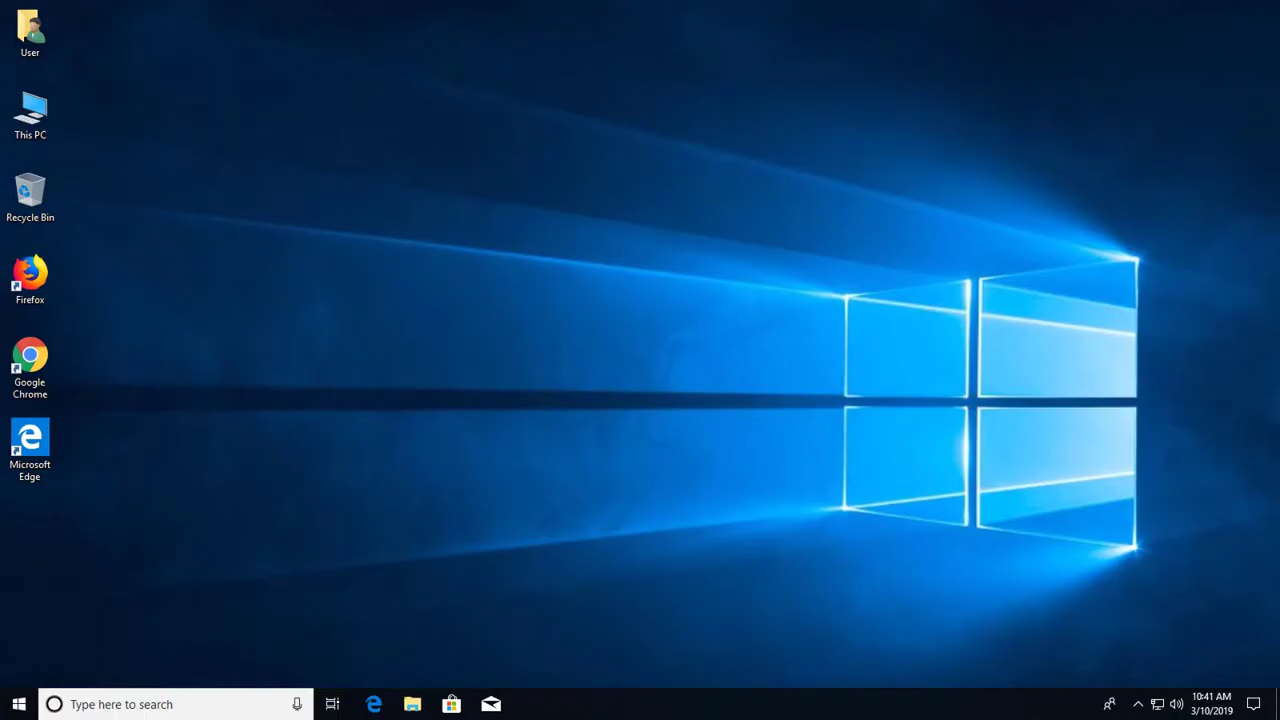 User
This PC
Recycle Bin
Firefox
Google
Chrome
Microsoft
Edge
Type here to search
10:41 AM
3/10/2019